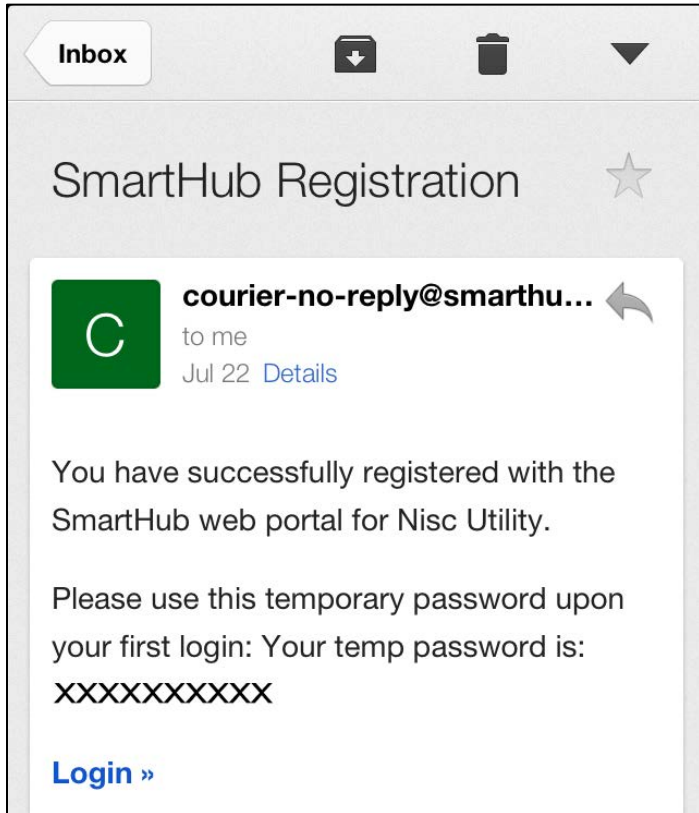 Inbox
SmartHub Registration
C
courier-no-reply@smarthu...
to me
Jul 22 Details
You have successfully registered with the
SmartHub web portal for Nisc Utility.
Please use this temporary password upon
your first login: Your temp password is:
XXXXXXXXXX
Login »